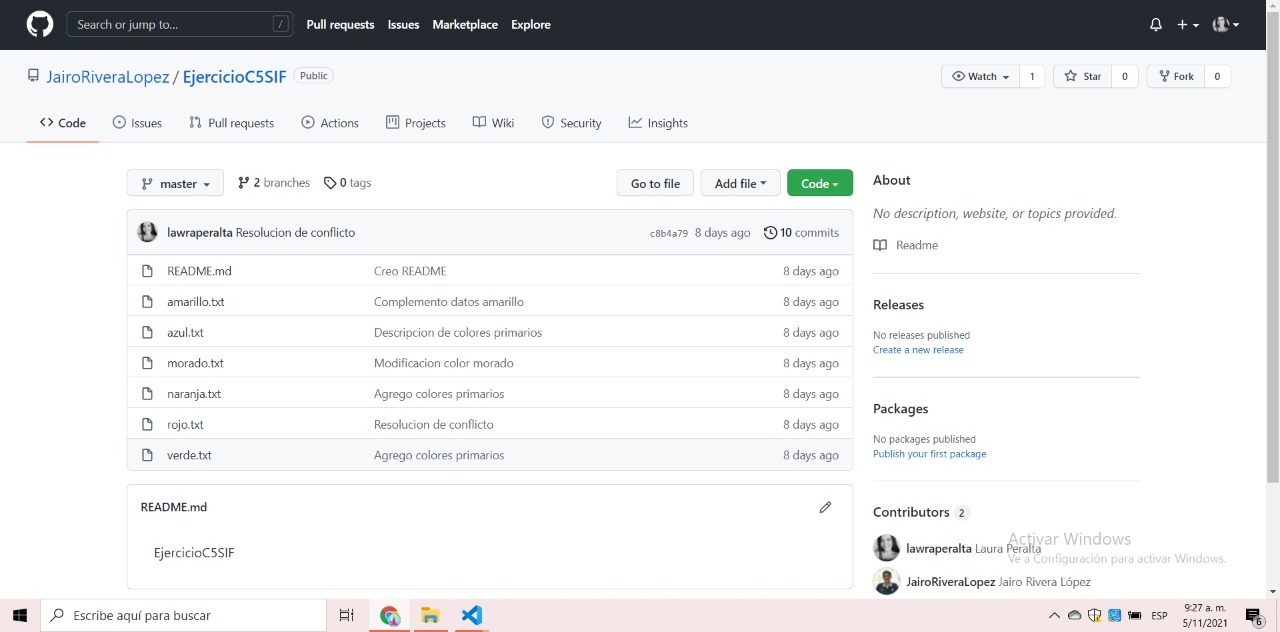 Search or jump to... /
Pull requests Issues Marketplace Explore
JairoRiveraLopez / EjercicioC5SIF Public
Watch 1 Star 0 Fork 0
Code Issues Pull requests Actions Projects Wiki Security Insights
master 2 branches 0 tags
Go to file Add file Code
lawraperalta Resolucion de conflicto c8b4a79 8 days ago 10 commits
README.md Creo README 8 days ago
amarillo.txt Complemento datos amarillo 8 days ago
azul.txt Descripcion de colores primarios 8 days ago
morado.txt Modificacion color morado 8 days ago
naranja.txt Agrego colores primarios 8 days ago
rojo.txt Resolucion de conflicto 8 days ago
verde.txt Agrego colores primarios 8 days ago
README.md
EjercicioC5SIF
About
No description, website, or topics provided.
Readme
Releases
No releases published
Create a new release
Packages
No packages published
Publish your first package
Contributors 2
lawraperalta Laura Peralta
JairoRiveraLopez Jairo Rivera López
Activar Windows
Ve a Configuración para activar Windows.
Escribe aquí para buscar
ESP
9:27 a. m.
5/11/2021
6